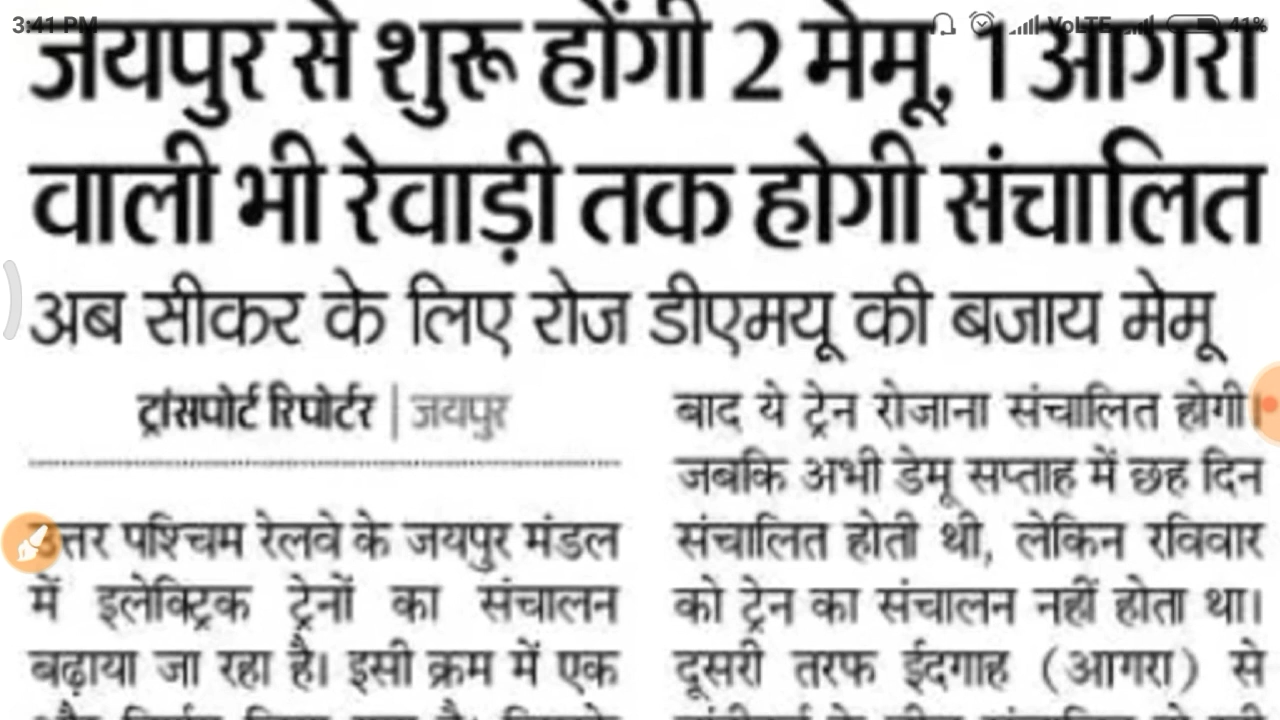 3:41 PM
VoLTE
41%
जयपुर से शुरू होंगी 2 मेमू, 1 आगरा
वाली भी रेवाड़ी तक होगी संचालित
अब सीकर के लिए रोज डीएमयू की बजाय मेमू
ट्रांसपोर्ट रिपोर्टर | जयपुर
उत्तर पश्चिम रेलवे के जयपुर मंडल
में इलेक्ट्रिक ट्रेनों का संचालन
बढ़ाया जा रहा है। इसी क्रम में एक
बाद ये ट्रेन रोजाना संचालित होगी।
जबकि अभी डेमू सप्ताह में छह दिन
संचालित होती थी, लेकिन रविवार
को ट्रेन का संचालन नहीं होता था।
दूसरी तरफ ईदगाह (आगरा) से